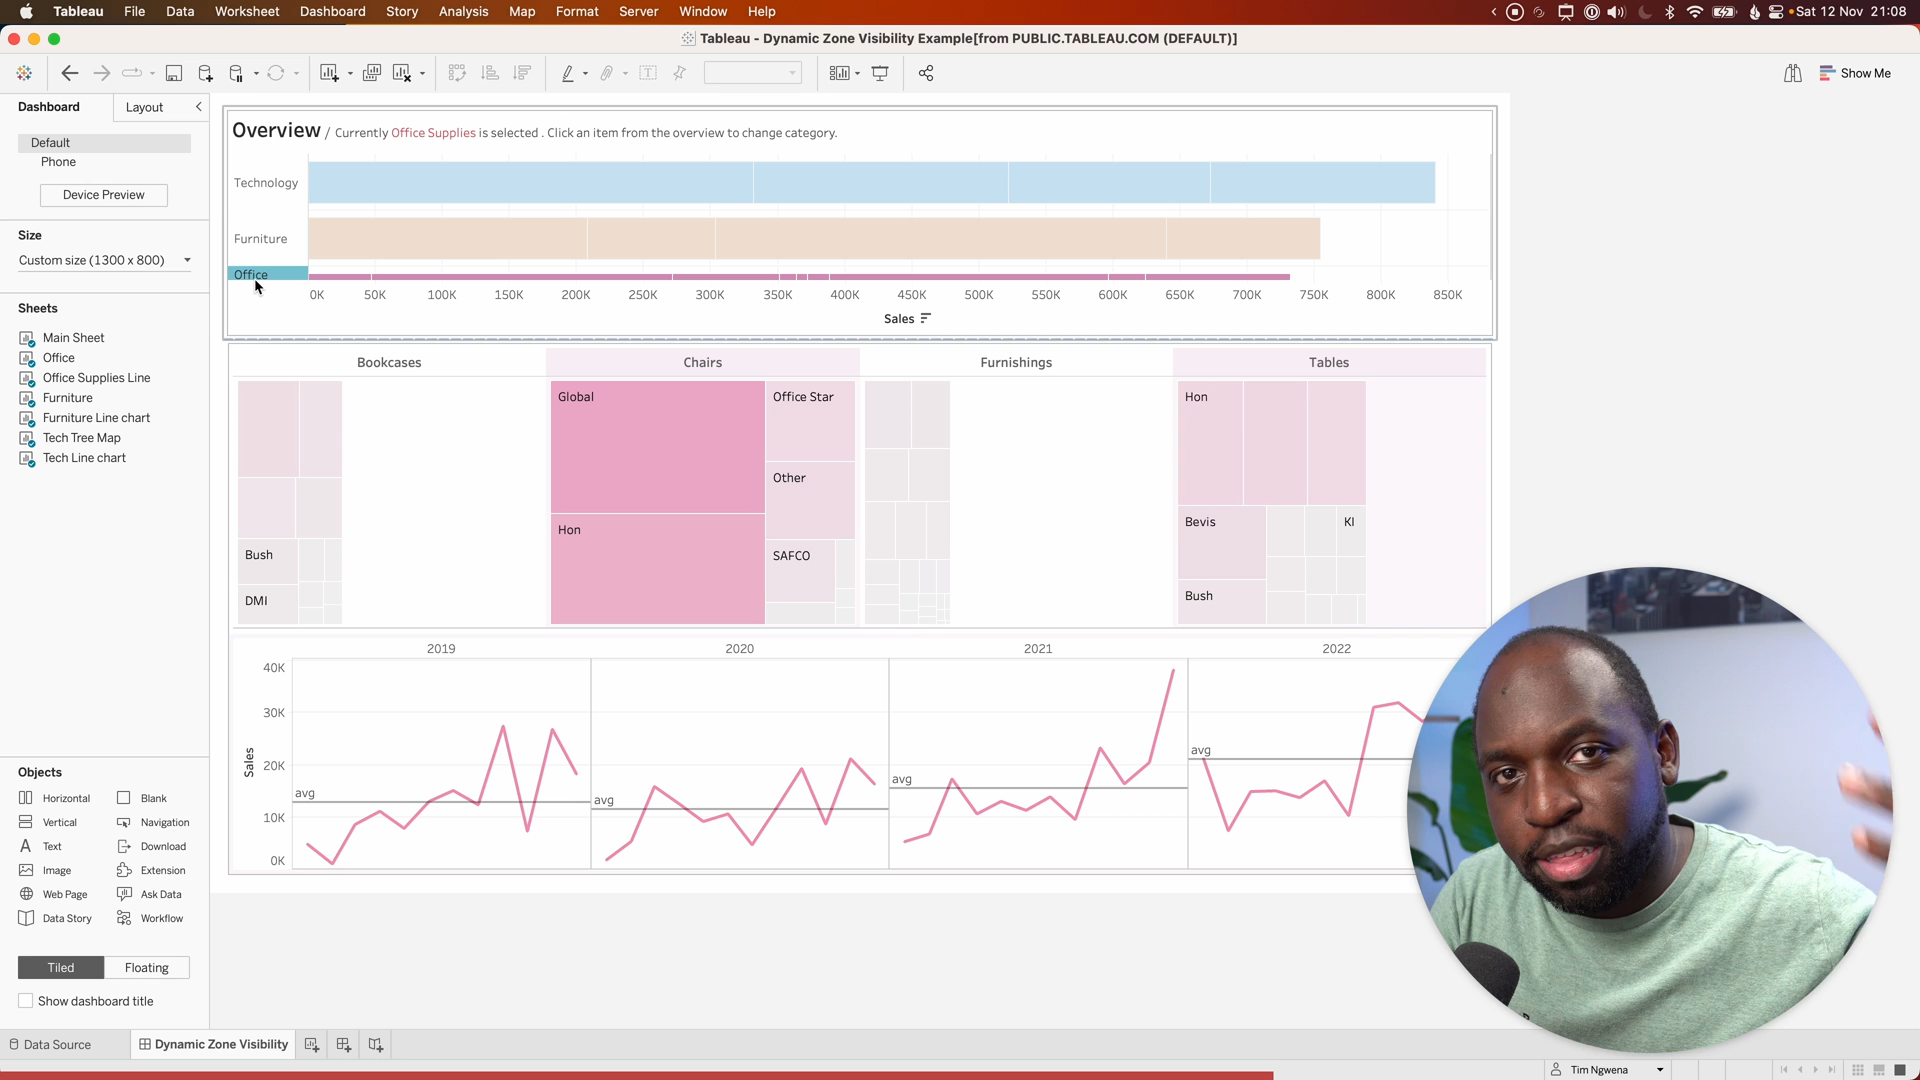 Tableau File Data Worksheet Dashboard Story Analysis Map Format Server Window Help Sat 12 Nov 21:08
Tableau - Dynamic Zone Visibility Example[from PUBLIC.TABLEAU.COM (DEFAULT)]
Show Me
Dashboard Layout
Default
Phone
Device Preview
Size
Custom size (1300 x 800)
Sheets
Main Sheet
Office
Office Supplies Line
Furniture
Furniture Line chart
Tech Tree Map
Tech Line chart
Objects
Horizontal Blank
Vertical Navigation
A Text Download
Image Extension
Web Page Ask Data
Data Story Workflow
Tiled Floating
Show dashboard title
Overview / Currently Office Supplies is selected . Click an item from the overview to change category.
Technology
Furniture
Office
0K 50K 100K 150K 200K 250K 300K 350K 400K 450K 500K 550K 600K 650K 700K 750K 800K 850K
Sales
Bookcases Chairs Furnishings Tables
Global Office Star Hon
Other
Bevis KI
Hon
Bush SAFCO
Bush
DMI
2019 2020 2021 2022
40K
30K
20K
10K
0K
Sales
avg avg avg avg
Data Source Dynamic Zone Visibility
Tim Ngwena